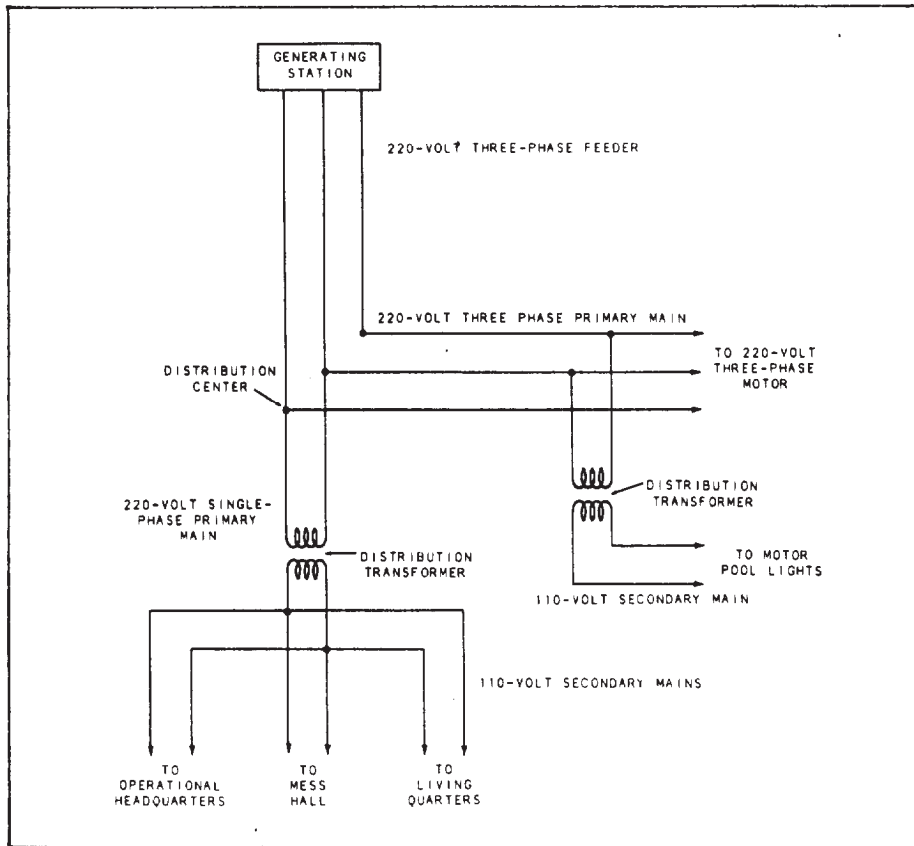 GENERATING
STATION
220-VOLT THREE-PHASE FEEDER
220-VOLT THREE PHASE PRIMARY MAIN
TO 220-VOLT
THREE-PHASE
MOTOR
DISTRIBUTION
CENTER
220-VOLT SINGLE-
PHASE PRIMARY
MAIN
DISTRIBUTION
TRANSFORMER
DISTRIBUTION
TRANSFORMER
TO MOTOR
POOL LIGHTS
110-VOLT SECONDARY MAIN
110-VOLT SECONDARY MAINS
TO
OPERATIONAL
HEADQUARTERS
TO
MESS
HALL
TO
LIVING
QUARTERS